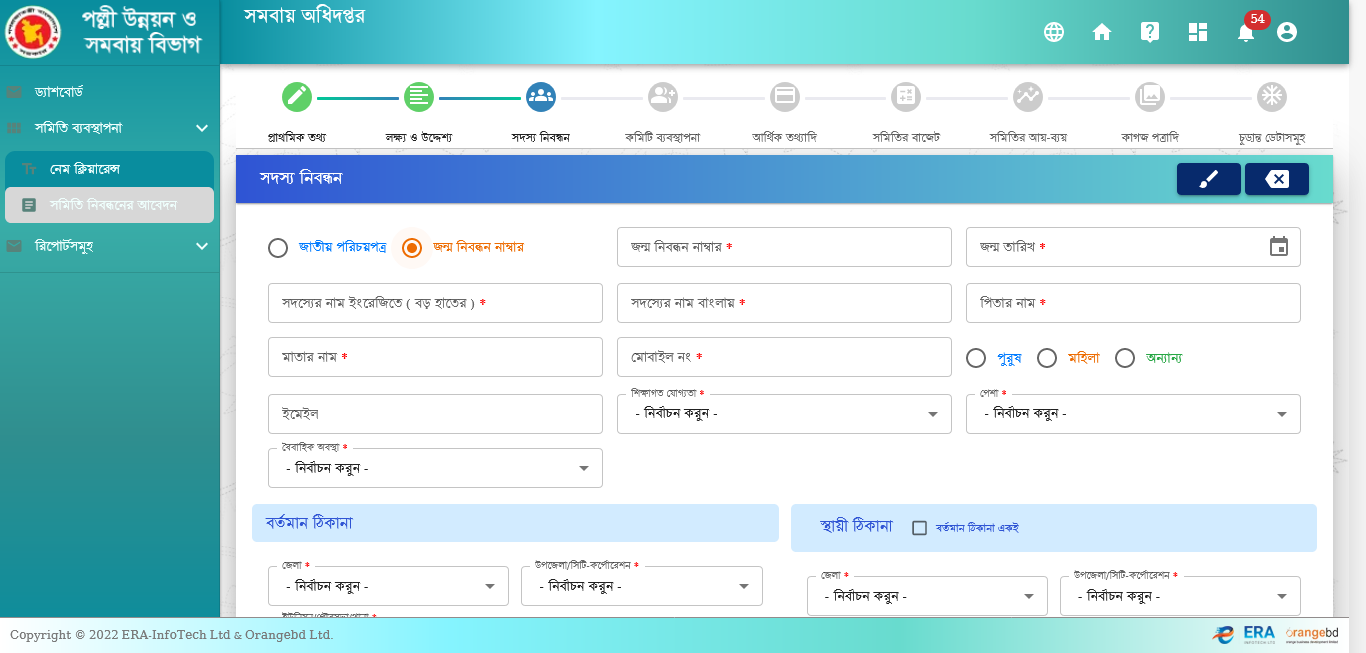 পল্লী উন্নয়ন ও
সমবায় বিভাগ
সমবায় অধিদপ্তর
54
ড্যাশবোর্ড
সমিতি ব্যবস্থাপনা
নেম ক্লিয়ারেন্স
সমিতি নিবন্ধনের আবেদন
রিপোর্টসমূহ
প্রাথমিক তথ্য
লক্ষ্য ও উদ্দেশ্য
সদস্য নিবন্ধন
কমিটি ব্যবস্থাপনা
আর্থিক তথ্যাদি
সমিতির বাজেট
সমিতির আয়-ব্যয়
কাগজ পত্রাদি
চূড়ান্ত ডেটাসমূহ
সদস্য নিবন্ধন
জাতীয় পরিচয়পত্র
জন্ম নিবন্ধন নাম্বার
জন্ম নিবন্ধন নাম্বার *
জন্ম তারিখ *
সদস্যের নাম ইংরেজিতে ( বড় হাতের ) *
সদস্যের নাম বাংলায় *
পিতার নাম *
মাতার নাম *
মোবাইল নং *
পুরুষ
মহিলা
অন্যান্য
ইমেইল
শিক্ষাগত যোগ্যতা *
- নির্বাচন করুন -
পেশা *
- নির্বাচন করুন -
বৈবাহিক অবস্থা *
- নির্বাচন করুন -
বর্তমান ঠিকানা
স্থায়ী ঠিকানা
বর্তমান ঠিকানা একই
জেলা *
- নির্বাচন করুন -
উপজেলা/সিটি-কর্পোরেশন *
- নির্বাচন করুন -
জেলা *
- নির্বাচন করুন -
উপজেলা/সিটি-কর্পোরেশন *
- নির্বাচন করুন -
Copyright © 2022 ERA-InfoTech Ltd & Orangebd Ltd.
ERA
orangebd